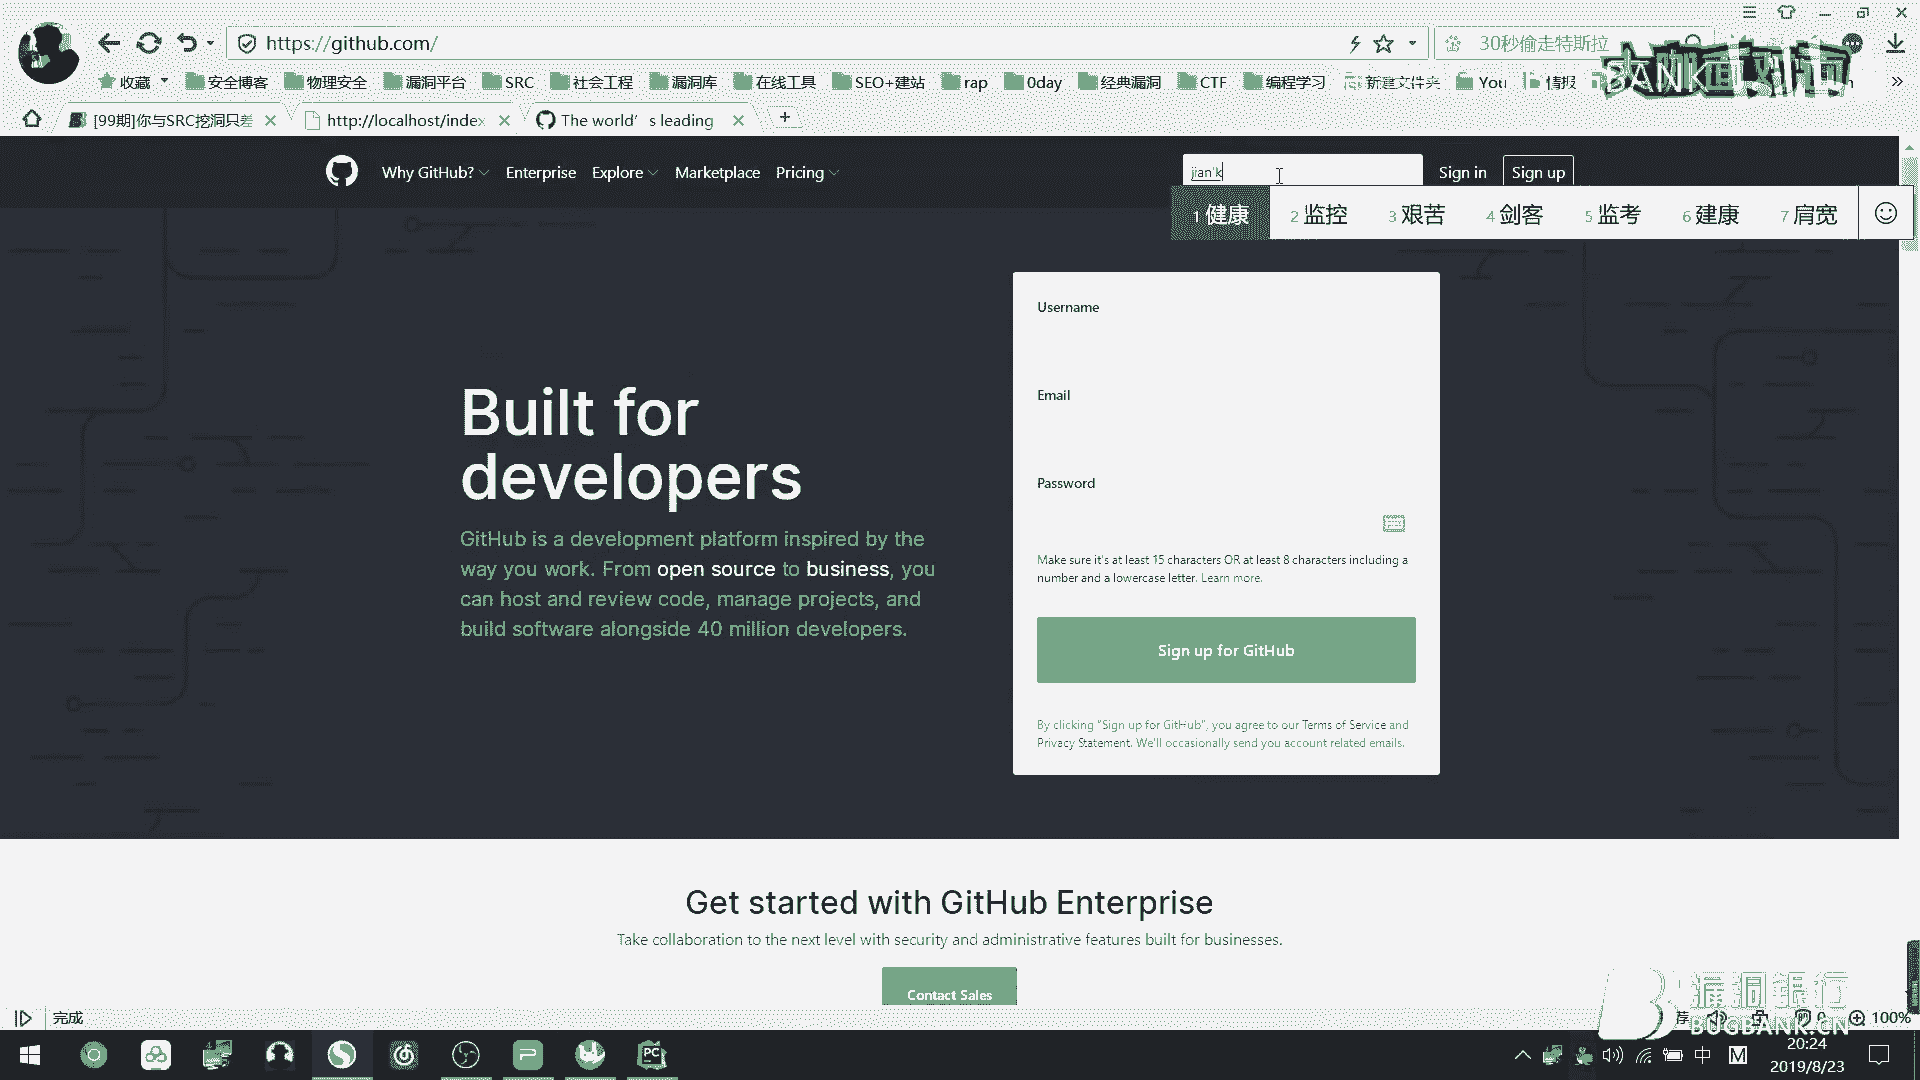 https://github.com/
30秒偷走特斯拉
收藏 安全博客 物理安全 漏洞平台 SRC 社会工程 漏洞库 在线工具 SEO+建站 rap 0day 经典漏洞 CTF 编程学习 新建文件夹 You 情报
BANK
[99期]你与SRC挖洞只差 http://localhost/index The world's leading
Why GitHub? Enterprise Explore Marketplace Pricing jian'k Sign in Sign up
1 健康 2 监控 3 艰苦 4 剑客 5 监考 6 建康 7 肩宽
Username
Email
Password
Make sure it's at least 15 characters OR at least 8 characters including a
number and a lowercase letter. Learn more.
Sign up for GitHub
By clicking “Sign up for GitHub”, you agree to our Terms of Service and
Privacy Statement. We'll occasionally send you account related emails.
Built for
developers
GitHub is a development platform inspired by the
way you work. From open source to business, you
can host and review code, manage projects, and
build software alongside 40 million developers.
Get started with GitHub Enterprise
Take collaboration to the next level with security and administrative features built for businesses.
Contact Sales
漏洞银行
BUGBANK.CN
完成
100%
PC
中
M
20:24
2019/8/23